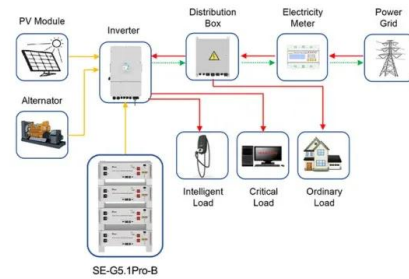 PV Module
Inverter
Distribution
Box
Electricity
Meter
Power
Grid
Alternator
Intelligent
Load
Critical
Load
Ordinary
Load
SE-G5.1Pro-B